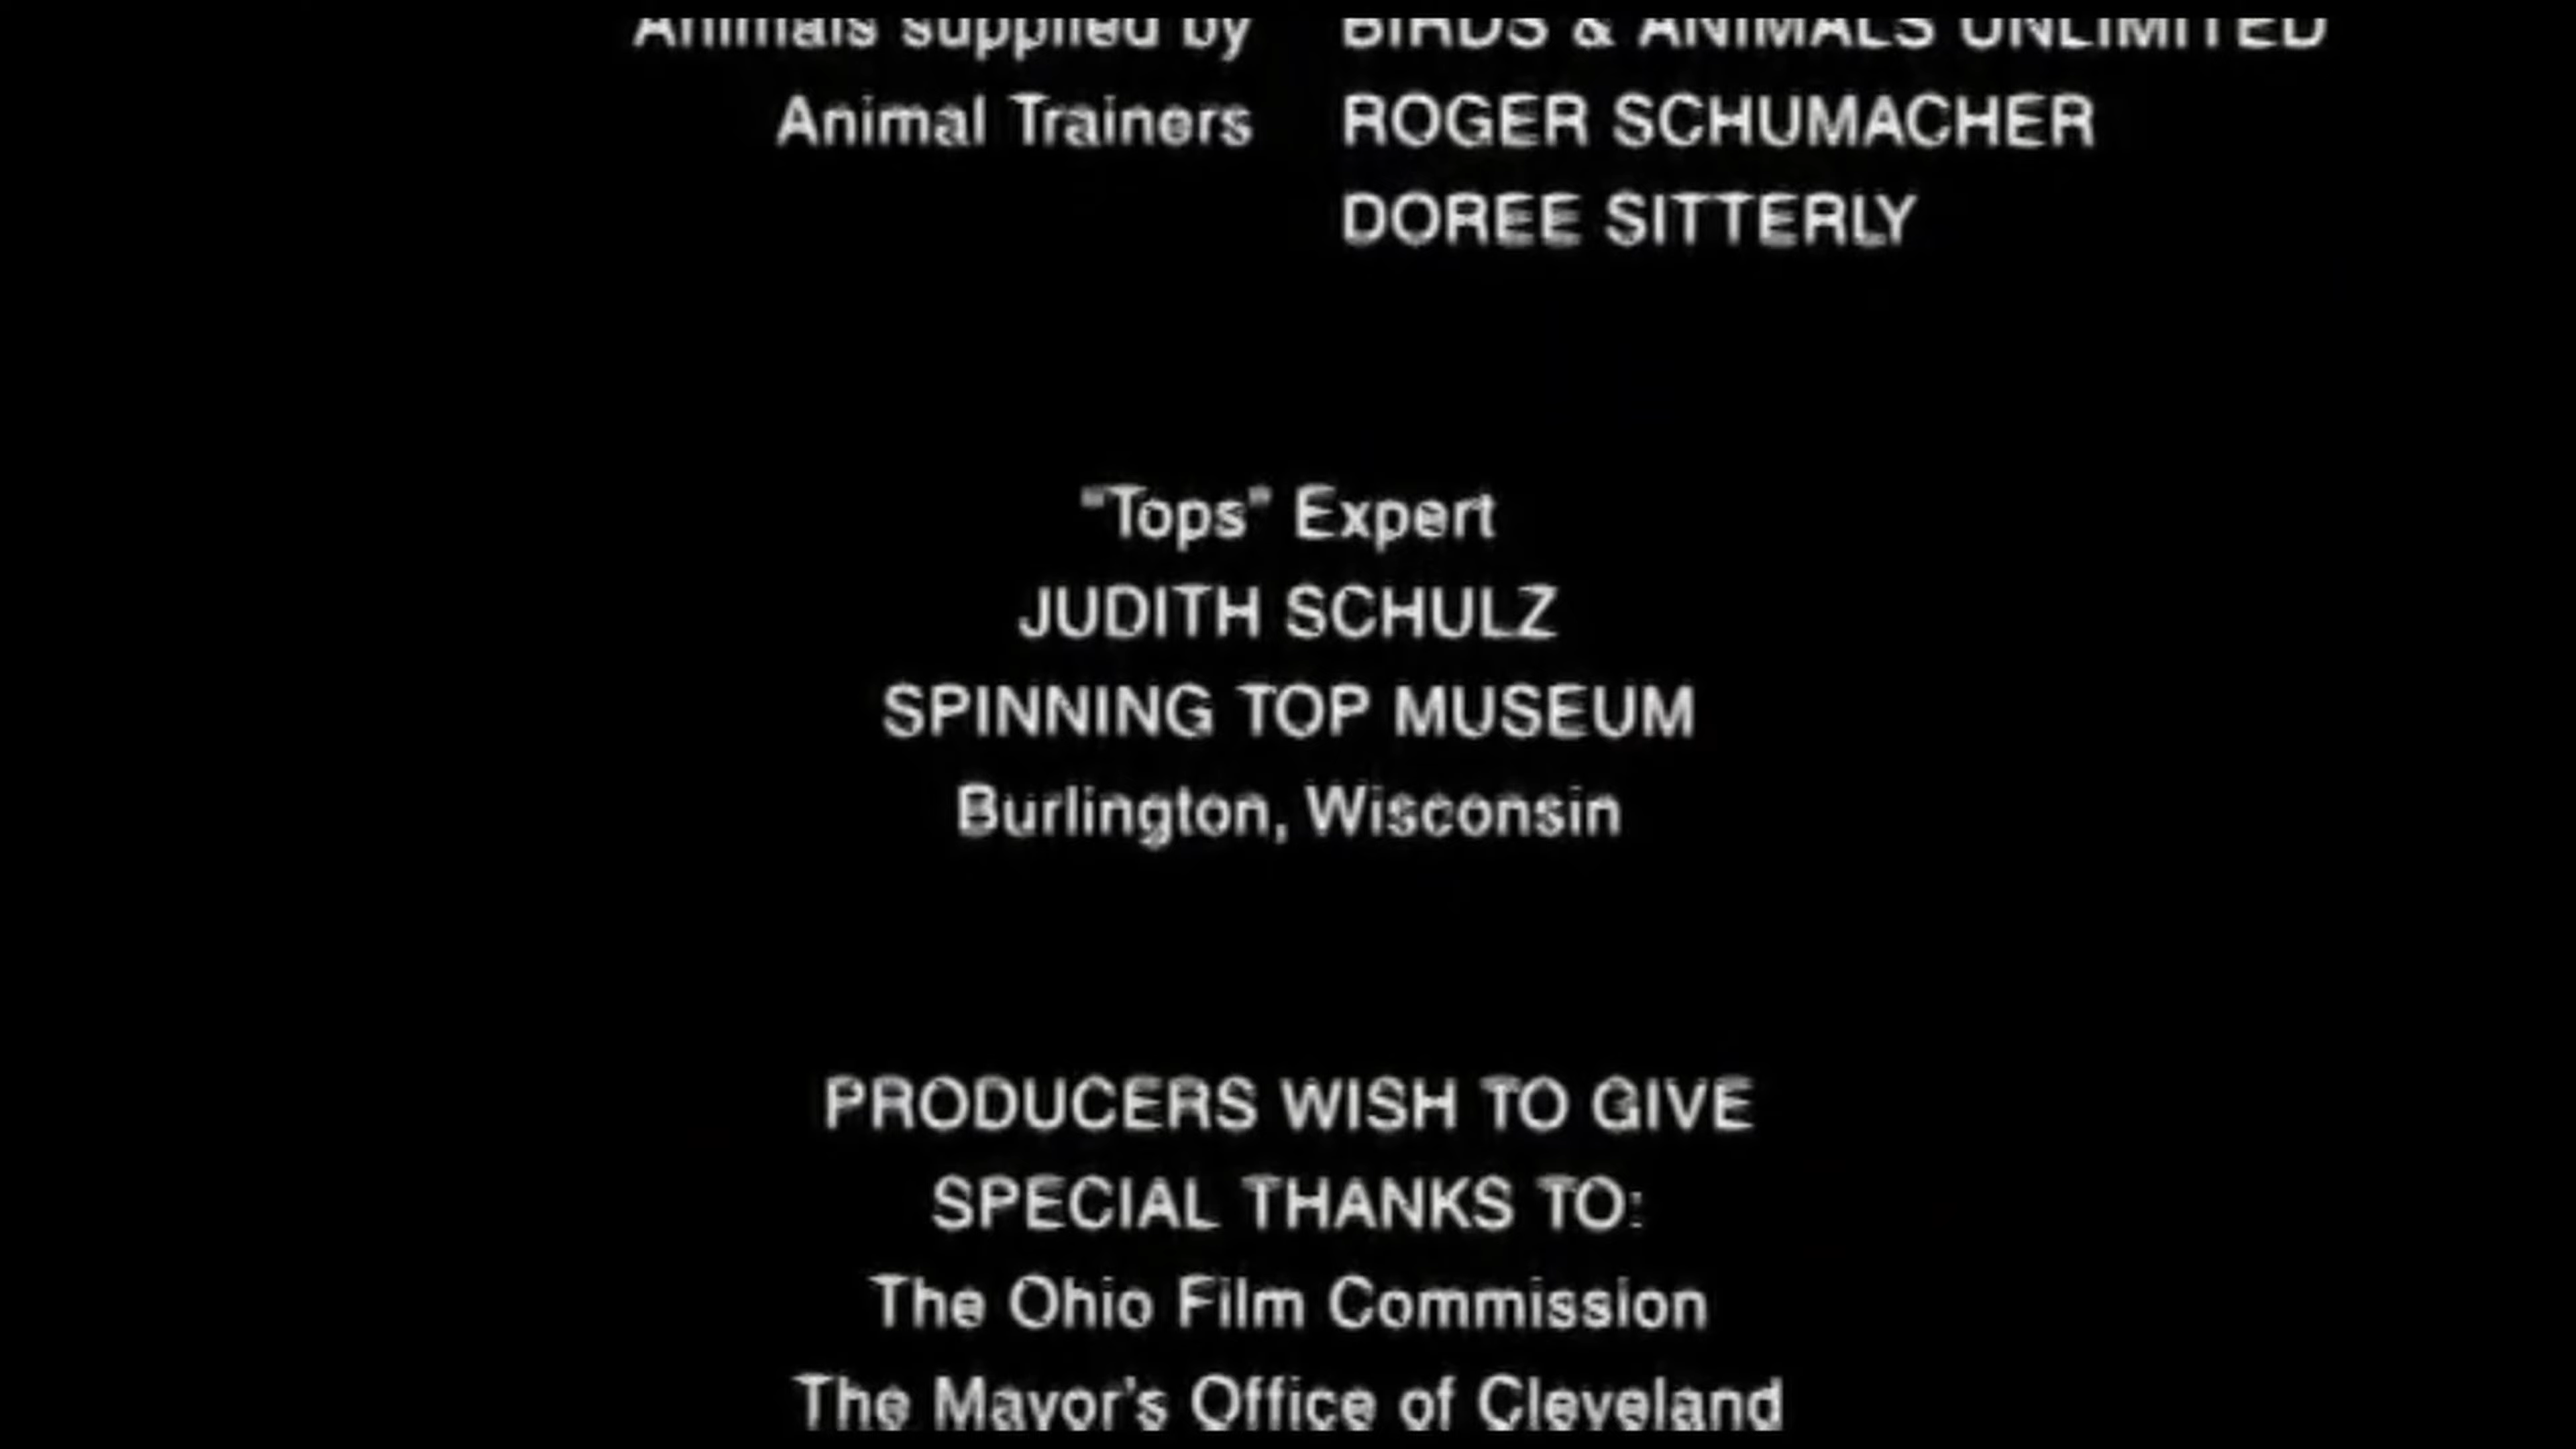 Animals supplied by BIRDS & ANIMALS UNLIMITED
Animal Trainers ROGER SCHUMACHER
DOREE SITTERLY
"Tops" Expert
JUDITH SCHULZ
SPINNING TOP MUSEUM
Burlington, Wisconsin
PRODUCERS WISH TO GIVE
SPECIAL THANKS TO:
The Ohio Film Commission
The Mayor's Office of Cleveland